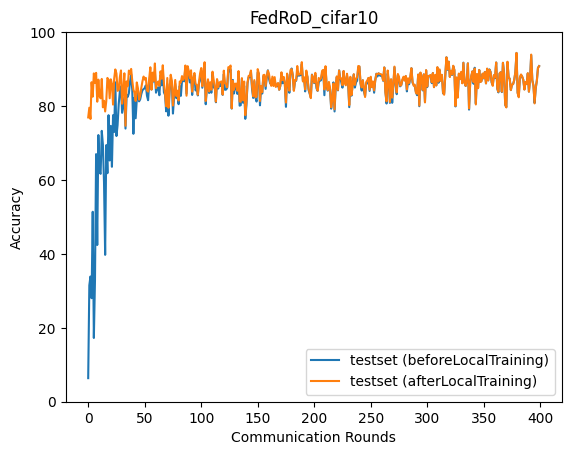 FedRoD_cifar10
100
80
60
40
20
0
Accuracy
0 50 100 150 200 250 300 350 400
Communication Rounds
testset (beforeLocalTraining)
testset (afterLocalTraining)